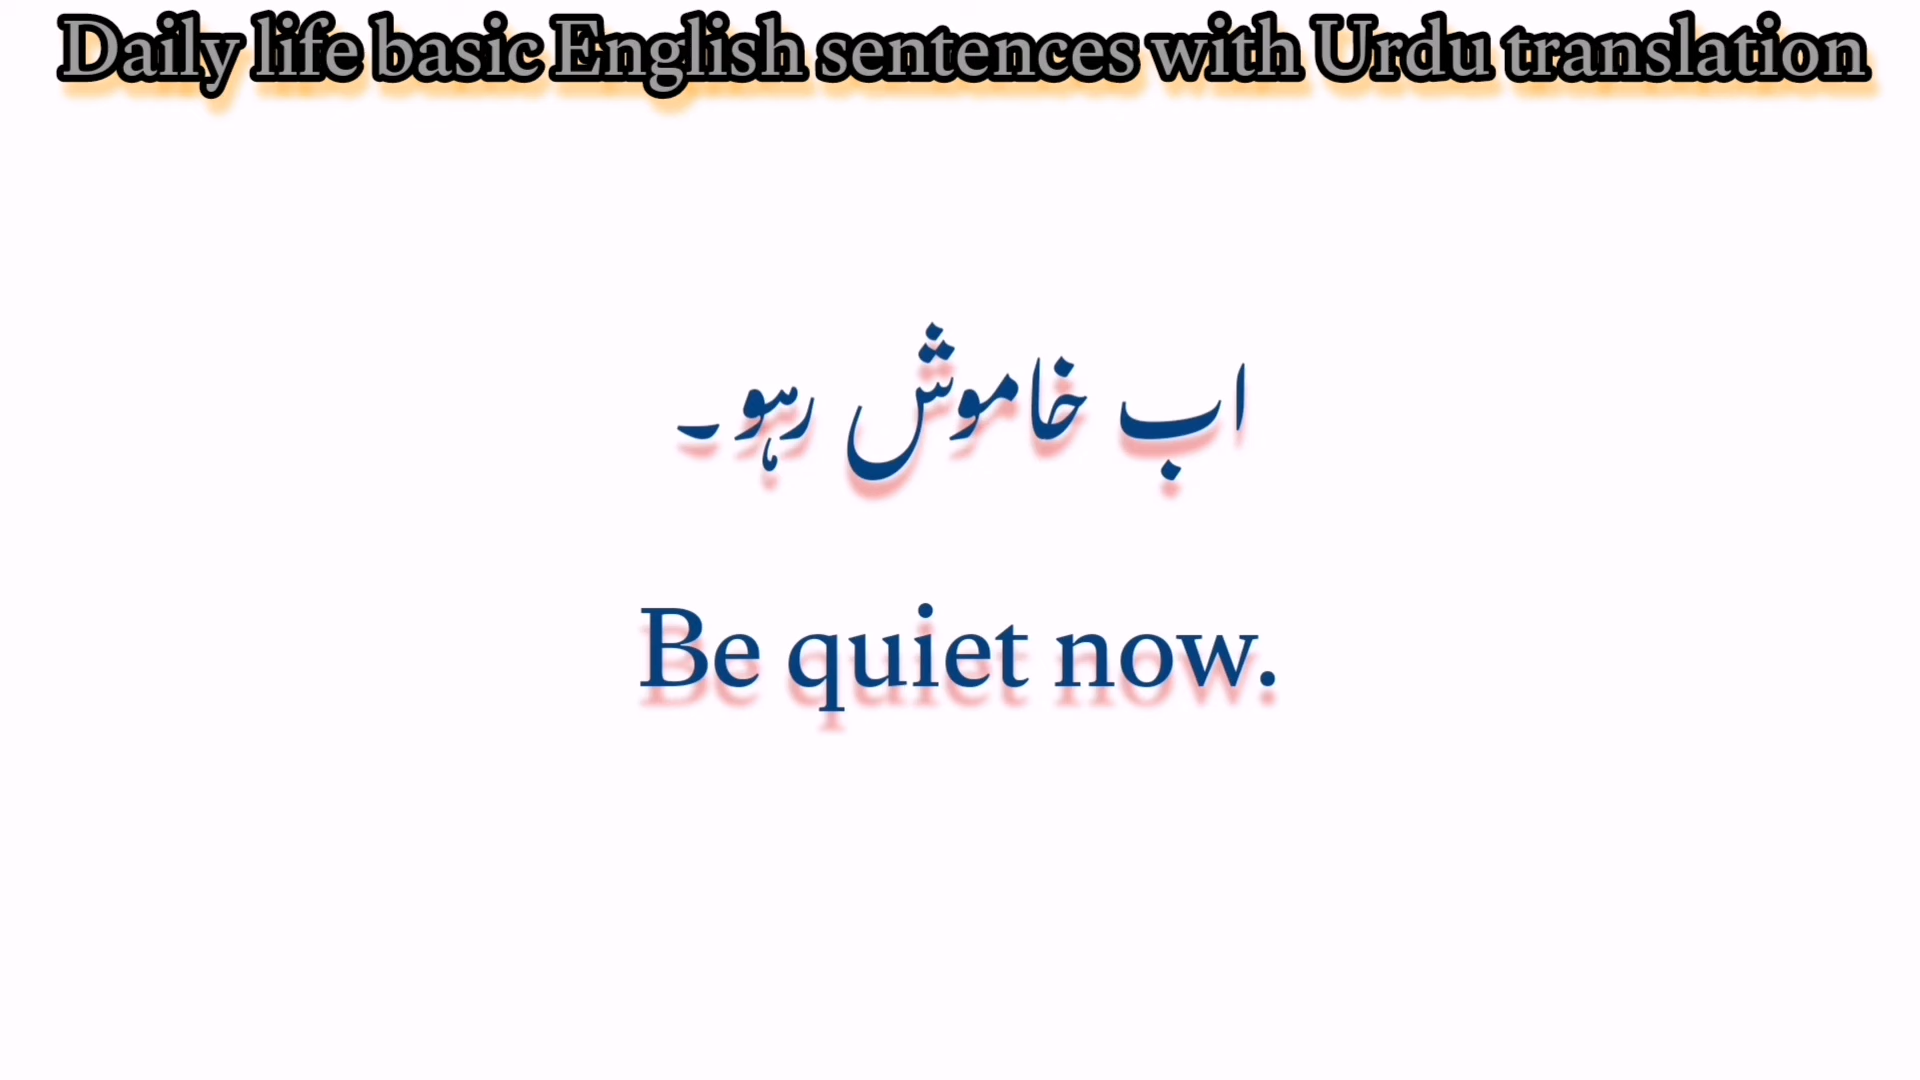 Daily life basic English sentences with Urdu translation
اب خاموش رہو۔
Be quiet now.